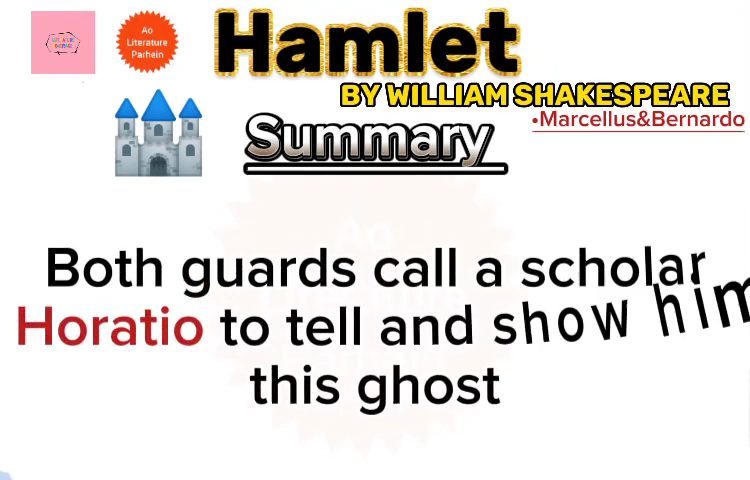 Ao
Literature
Parhein
Hamlet
BY WILLIAM SHAKESPEARE
•Marcellus&Bernardo
Summary
Both guards call a scholar
Horatio to tell and show him
this ghost